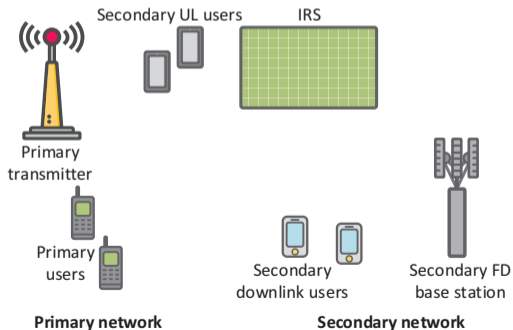 Secondary UL users
IRS
Primary
transmitter
Primary
users
Secondary
downlink users
Secondary FD
base station
Primary network
Secondary network